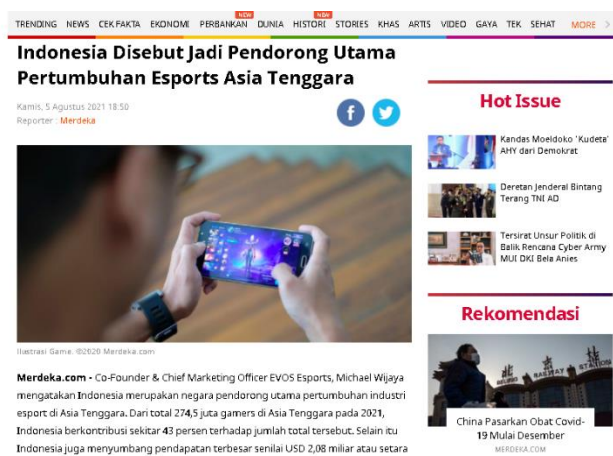 TRENDING NEWS CEK FAKTA EKONOMI PERBANKAN NEW DUNIA HISTORI NEW STORIES KHAS ARTIS VIDEO GAYA TEK SEHAT MORE >
Indonesia Disebut Jadi Pendorong Utama
Pertumbuhan Esports Asia Tenggara
Kamis, 5 Agustus 2021 18:50
Reporter : Merdeka
Ilustrasi Game. ©2020 Merdeka.com
Merdeka.com - Co-Founder & Chief Marketing Officer EVOS Esports, Michael Wijaya
mengatakan Indonesia merupakan negara pendorong utama pertumbuhan industri
esport di Asia Tenggara. Dari total 274,5 juta gamers di Asia Tenggara pada 2021,
Indonesia berkontribusi sekitar 43 persen terhadap jumlah total tersebut. Selain itu
Indonesia juga menyumbang pendapatan terbesar senilai USD 2,08 miliar atau setara
Hot Issue
Kandas Moeldoko 'Kudeta'
AHY dari Demokrat
Deretan Jenderal Bintang
Terang TNI AD
Tersirat Unsur Politik di
Balik Rencana Cyber Army
MUI DKI Bela Anies
Rekomendasi
BEIJING RAILWAY STATION
China Pasarkan Obat Covid-
19 Mulai Desember
MERDEKA.COM